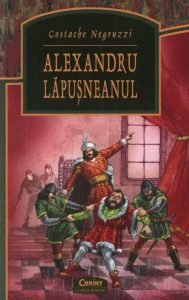 Costache Negruzzi
ALEXANDRU
LĂPUȘNEANUL
Corint